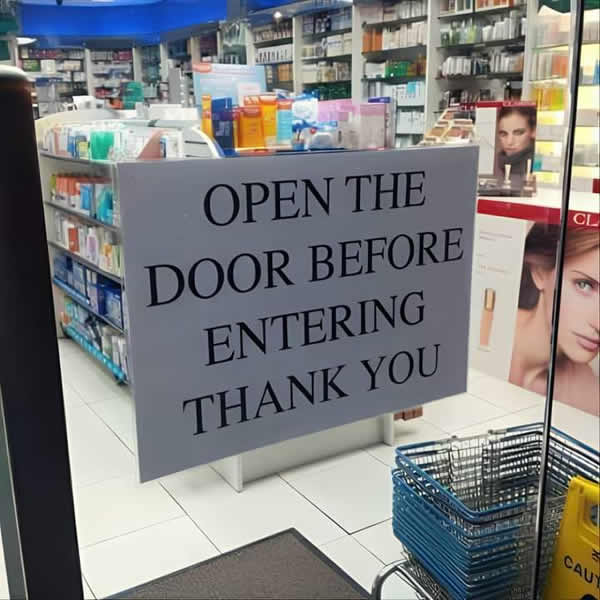 OPEN THE
DOOR BEFORE
ENTERING
THANK YOU
CL
CAUT